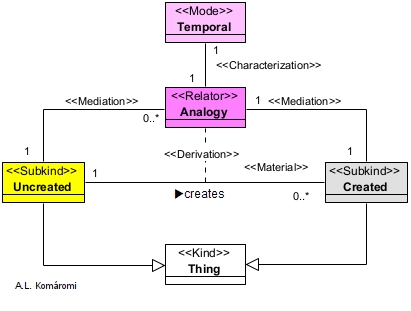 <<Mode>>
Temporal
1
<<Characterization>>
1
<<Relator>>
Analogy
<<Mediation>>
0..*
1
<<Mediation>>
<<Derivation>>
1
1
<<Subkind>>
Uncreated
1
<<Material>>
▶creates
0..*
<<Subkind>>
Created
<<Kind>>
Thing
A.L. Komáromi